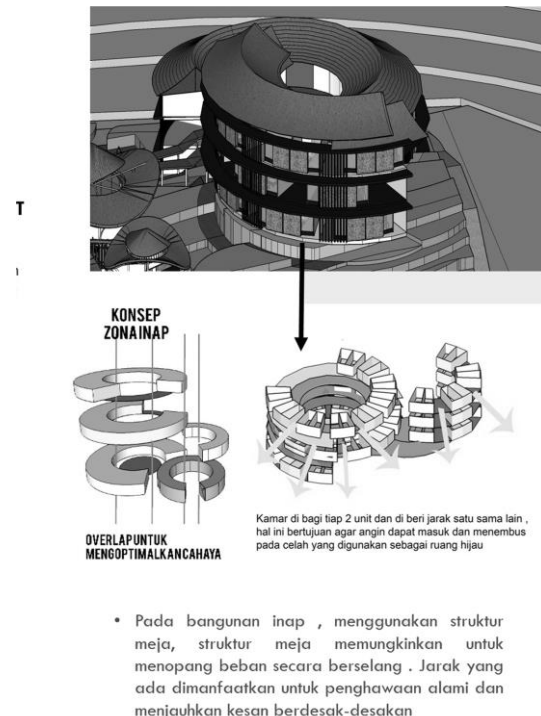 T
KONSEP
ZONA INAP
OVERLAP UNTUK
MENGOPTIMALKAN CAHAYA
Kamar di bagi tiap 2 unit dan di beri jarak satu sama lain ,
hal ini bertujuan agar angin dapat masuk dan menembus
pada celah yang digunakan sebagai ruang hijau
• Pada bangunan inap , menggunakan struktur
meja, struktur meja memungkinkan untuk
menopang beban secara berselang . Jarak yang
ada dimanfaatkan untuk penghawaan alami dan
menjauhkan kesan berdesak-desakan